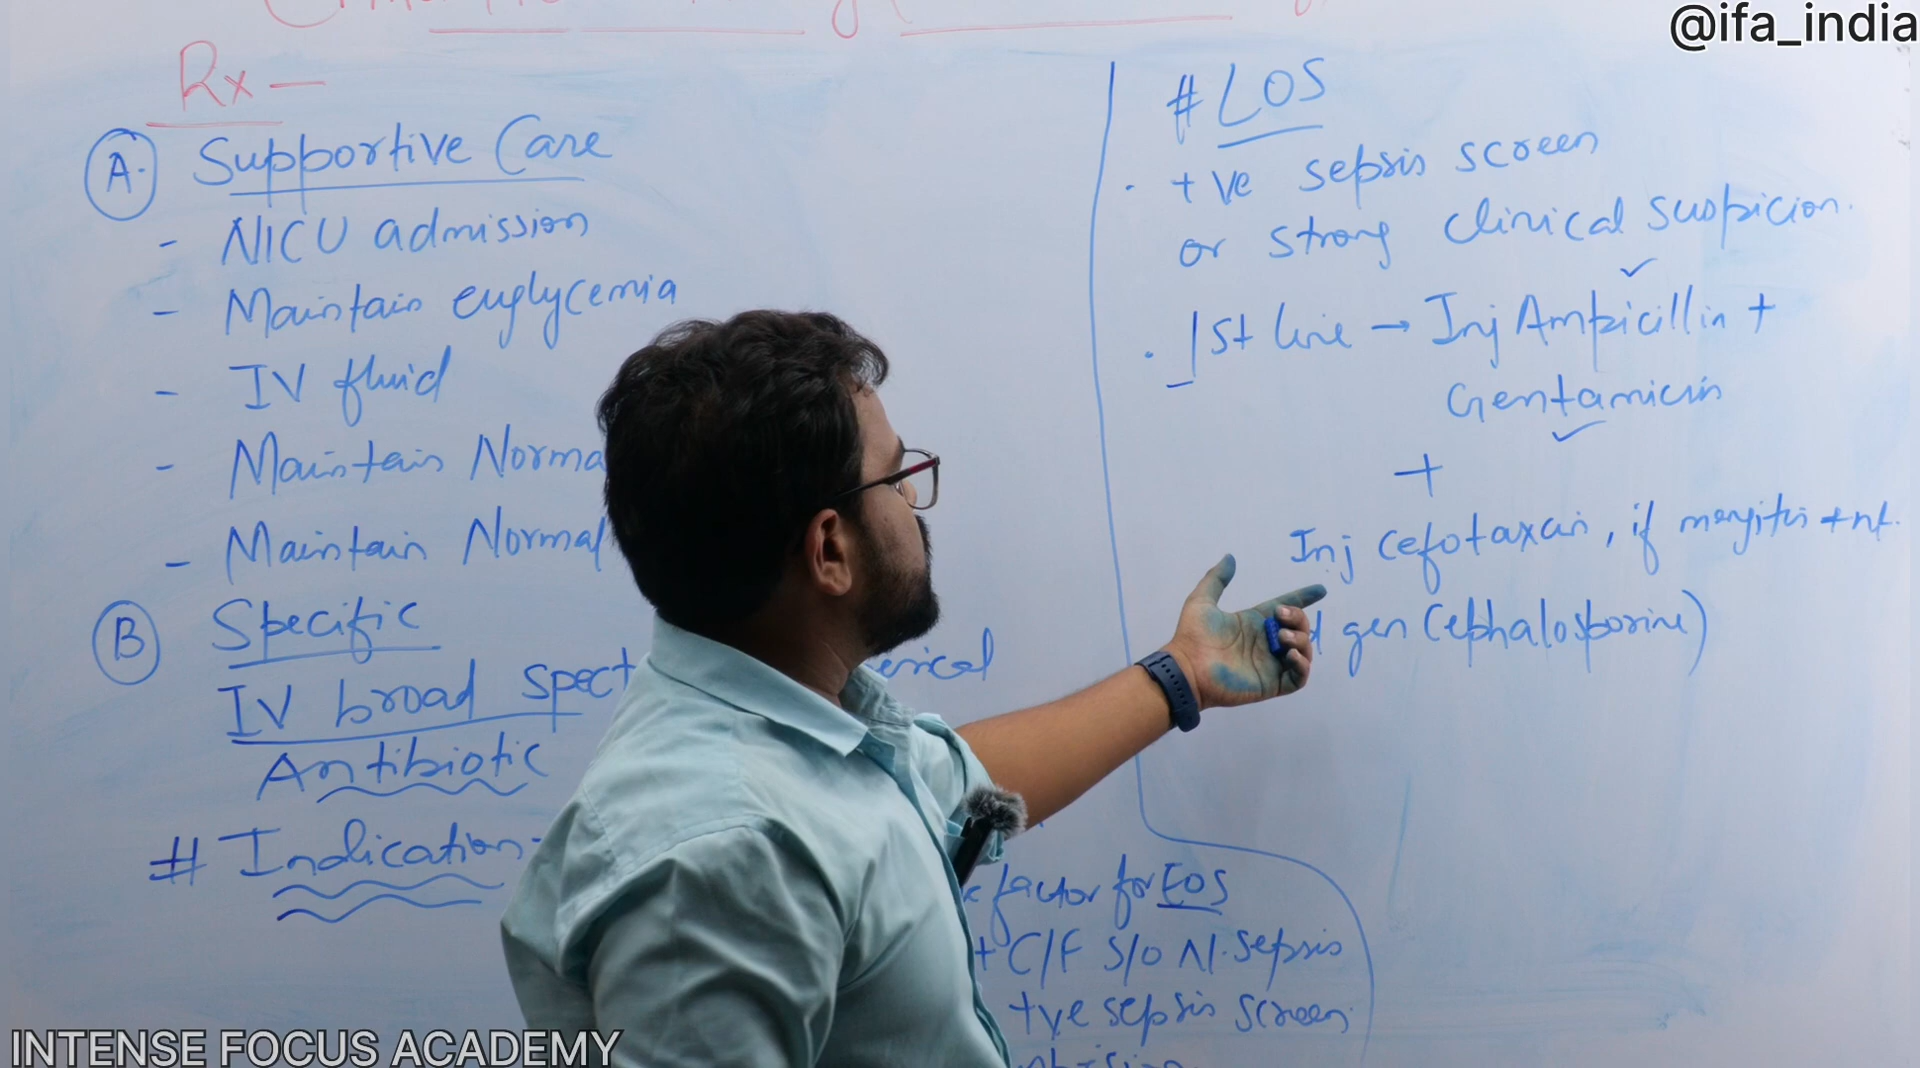 @ifa_india
Rx —
A. Supportive Care
- NICU admission
- Maintain euglycemia
- IV fluid
- Maintain Norma
- Maintain Normal
B Specific
IV broad spect
Antibiotic
# Indication-
factor for EOS
+ C/F S/O N. Sepsis
+ve sepsis screen
# LOS
. +ve sepsis screen
or strong clinical suspicion.
. 1st line → Inj Ampicillin +
Gentamicin
+
Inj cefotaxim, if mengitis +nt.
gen Cephalosporine)
INTENSE FOCUS ACADEMY